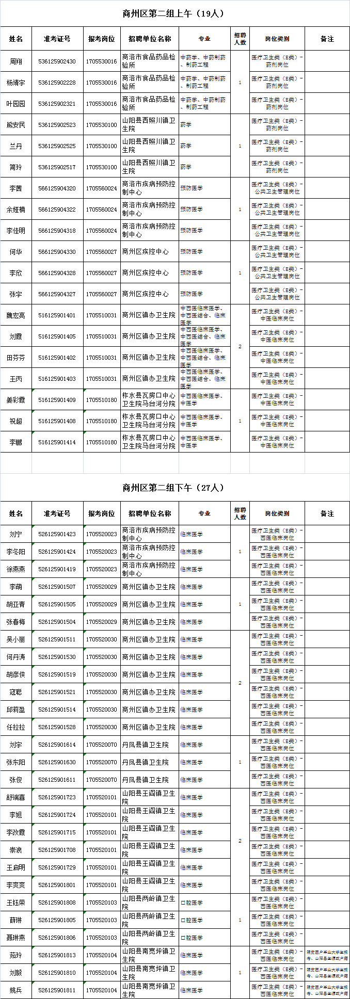 商州区第二组上午（19人）
姓名 准考证号 报考岗位 招聘单位名称 专业 招聘人数 岗位类别 备注
周翔 536125902430 1705530016 商洛市食品药品检验所 中药学、中药制药、制药工程 1 医疗卫生类（E类）-药剂岗位
杨靖宇 536125902228 1705530016 商洛市食品药品检验所 中药学、中药制药、制药工程 医疗卫生类（E类）-药剂岗位
叶园园 536125902321 1705530016 商洛市食品药品检验所 中药学、中药制药、制药工程 医疗卫生类（E类）-药剂岗位
熊安民 536125902523 1705530100 山阳县西照川镇卫生院 药学 1 医疗卫生类（E类）-药剂岗位
兰丹 536125902525 1705530100 山阳县西照川镇卫生院 药学 医疗卫生类（E类）-药剂岗位
简玲 536125902517 1705530100 山阳县西照川镇卫生院 药学 医疗卫生类（E类）-药剂岗位
李茜 566125904320 1705560024 商洛市疾病预防控制中心 预防医学 1 医疗卫生类（E类）-公共卫生管理岗位
余娅楠 566125904322 1705560024 商洛市疾病预防控制中心 预防医学 医疗卫生类（E类）-公共卫生管理岗位
李佳明 566125904318 1705560024 商洛市疾病预防控制中心 预防医学 医疗卫生类（E类）-公共卫生管理岗位
何华 566125904330 1705560027 商州区疾控中心 预防医学 1 医疗卫生类（E类）-公共卫生管理岗位
李欣 566125904328 1705560027 商州区疾控中心 预防医学 医疗卫生类（E类）-公共卫生管理岗位
张宇 566125904327 1705560027 商州区疾控中心 预防医学 医疗卫生类（E类）-公共卫生管理岗位
魏宏亮 516125901401 1705510031 商州区镇办卫生院 中西医临床医学、中西医结合、临床医学 2 医疗卫生类（E类）-中医临床岗位
刘霞 516125901405 1705510031 商州区镇办卫生院 中西医临床医学、中西医结合、临床医学 医疗卫生类（E类）-中医临床岗位
田芬芬 516125901402 1705510031 商州区镇办卫生院 中西医临床医学、中西医结合、临床医学 医疗卫生类（E类）-中医临床岗位
王丙 516125901403 1705510031 商州区镇办卫生院 中西医临床医学、中西医结合、临床医学 医疗卫生类（E类）-中医临床岗位
姜彩霞 516125901409 1705510180 柞水县瓦房口中心卫生院马台河分院 中西医临床医学、中医学 1 医疗卫生类（E类）-中医临床岗位
祝超 516125901408 1705510180 柞水县瓦房口中心卫生院马台河分院 中西医临床医学、中医学 医疗卫生类（E类）-中医临床岗位
李鹏 516125901414 1705510180 柞水县瓦房口中心卫生院马台河分院 中西医临床医学、中医学 医疗卫生类（E类）-中医临床岗位
商州区第二组下午（27人）
姓名 准考证号 报考岗位 招聘单位名称 专业 招聘人数 岗位类别 备注
刘宁 526125901423 1705520023 商洛市疾病预防控制中心 临床医学 1 医疗卫生类（E类）-西医临床岗位
李冬阳 526125901424 1705520023 商洛市疾病预防控制中心 临床医学 医疗卫生类（E类）-西医临床岗位
徐燕燕 526125901419 1705520023 商洛市疾病预防控制中心 临床医学 医疗卫生类（E类）-西医临床岗位
李萌 526125901507 1705520029 商州区镇办卫生院 临床医学 1 医疗卫生类（E类）-西医临床岗位
胡亚青 526125901505 1705520029 商州区镇办卫生院 临床医学 医疗卫生类（E类）-西医临床岗位
张春梅 526125901504 1705520029 商州区镇办卫生院 临床医学 医疗卫生类（E类）-西医临床岗位
吴小丽 526125901511 1705520030 商州区镇办卫生院 临床医学 2 医疗卫生类（E类）-西医临床岗位
何丹涛 526125901530 1705520030 商州区镇办卫生院 临床医学 医疗卫生类（E类）-西医临床岗位
胡彦侠 526125901519 1705520030 商州区镇办卫生院 临床医学 医疗卫生类（E类）-西医临床岗位
寇聪 526125901521 1705520030 商州区镇办卫生院 临床医学 医疗卫生类（E类）-西医临床岗位
邱莉盈 526125901514 1705520030 商州区镇办卫生院 临床医学 医疗卫生类（E类）-西医临床岗位
任拉拉 526125901528 1705520030 商州区镇办卫生院 临床医学 医疗卫生类（E类）-西医临床岗位
刘宇 526125901614 1705520070 丹凤县镇卫生院 临床医学 1 医疗卫生类（E类）-西医临床岗位
张东阳 526125901630 1705520070 丹凤县镇卫生院 临床医学 医疗卫生类（E类）-西医临床岗位
张俊 526125901611 1705520070 丹凤县镇卫生院 临床医学 医疗卫生类（E类）-西医临床岗位
舒端喜 526125901723 1705520101 山阳县王阎镇卫生院 临床医学 2 医疗卫生类（E类）-西医临床岗位
李旭 526125901724 1705520101 山阳县王阎镇卫生院 临床医学 医疗卫生类（E类）-西医临床岗位
李改霞 526125901715 1705520101 山阳县王阎镇卫生院 临床医学 医疗卫生类（E类）-西医临床岗位
崇浪 526125901708 1705520101 山阳县王阎镇卫生院 临床医学 医疗卫生类（E类）-西医临床岗位
王启明 526125901729 1705520101 山阳县王阎镇卫生院 临床医学 医疗卫生类（E类）-西医临床岗位
李爽爽 526125901801 1705520101 山阳县王阎镇卫生院 临床医学 医疗卫生类（E类）-西医临床岗位
王钰荣 526125901808 1705520103 山阳县两岭镇卫生院 口腔医学 1 医疗卫生类（E类）-西医临床岗位
薛琳 526125901805 1705520103 山阳县两岭镇卫生院 口腔医学 医疗卫生类（E类）-西医临床岗位
聂琳燕 526125901806 1705520103 山阳县两岭镇卫生院 口腔医学 医疗卫生类（E类）-西医临床岗位
茹玲 526125901813 1705520104 山阳县南宽坪镇卫生院 临床医学 1 医疗卫生类（E类）-西医临床岗位 限贫困户毕业大学生报考、山阳县生源或户籍
刘毅 526125901810 1705520104 山阳县南宽坪镇卫生院 临床医学 医疗卫生类（E类）-西医临床岗位 限贫困户毕业大学生报考、山阳县生源或户籍
姚兵 526125901811 1705520104 山阳县南宽坪镇卫生院 临床医学 医疗卫生类（E类）-西医临床岗位 限贫困户毕业大学生报考、山阳县生源或户籍